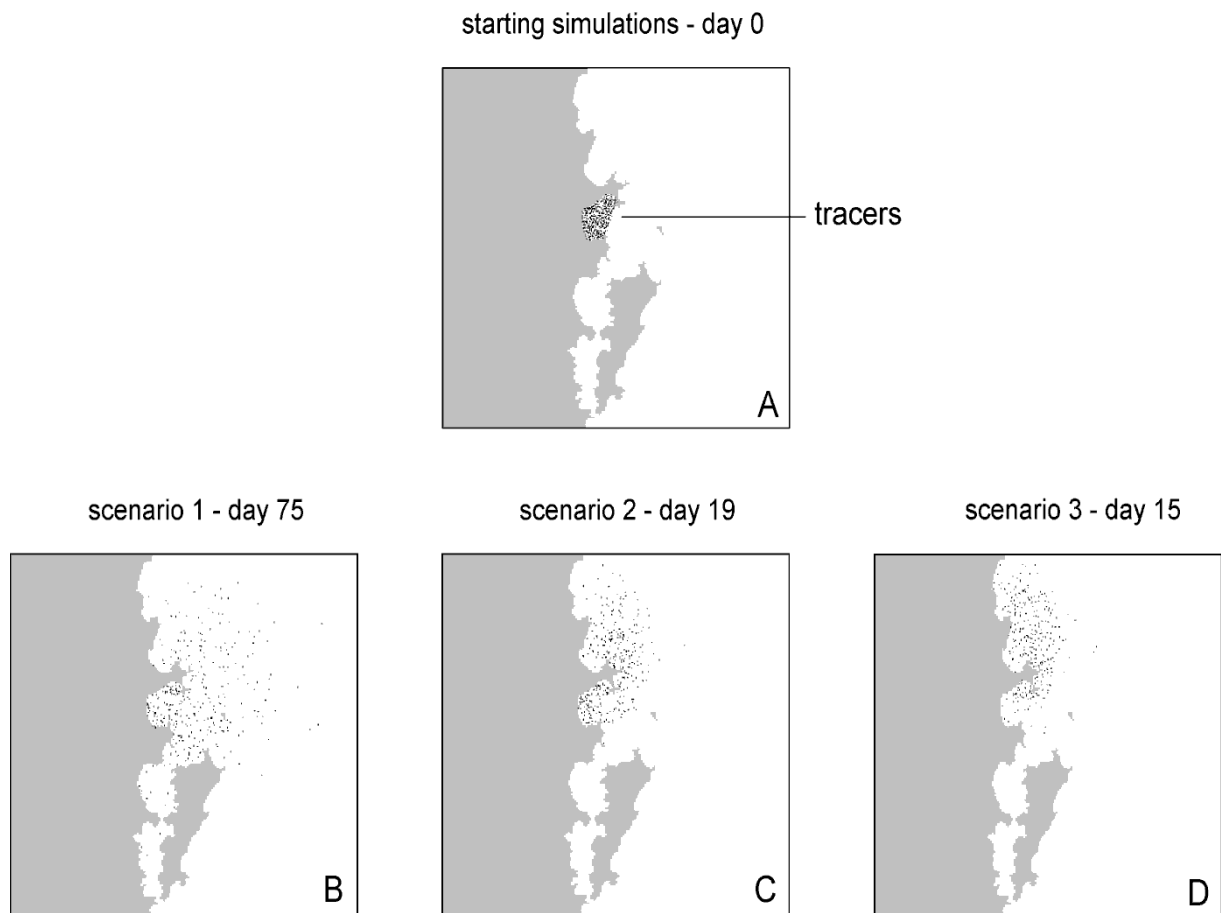 starting simulations - day 0
tracers
A
scenario 1 - day 75
scenario 2 - day 19
scenario 3 - day 15
B
C
D